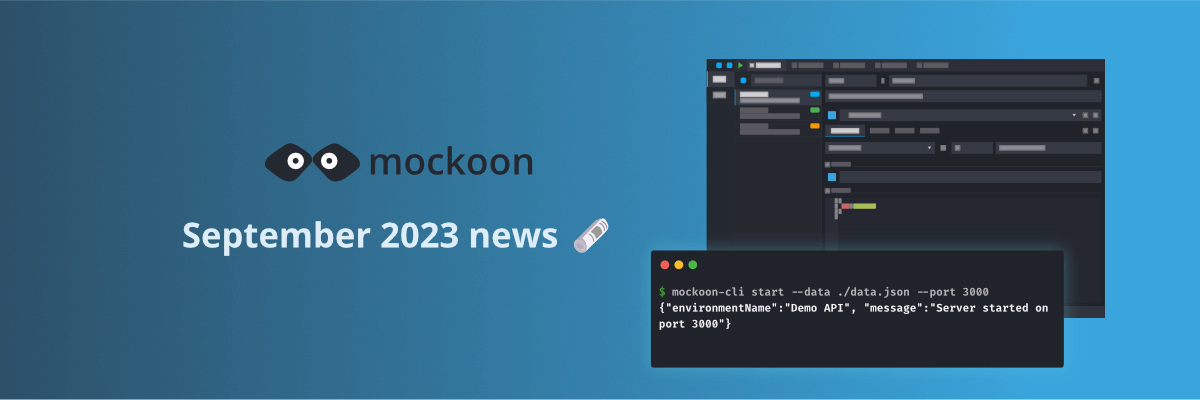 mockoon
September 2023 news
$ mockoon-cli start --data ./data.json --port 3000
{"environmentName":"Demo API", "message":"Server started on
port 3000"}